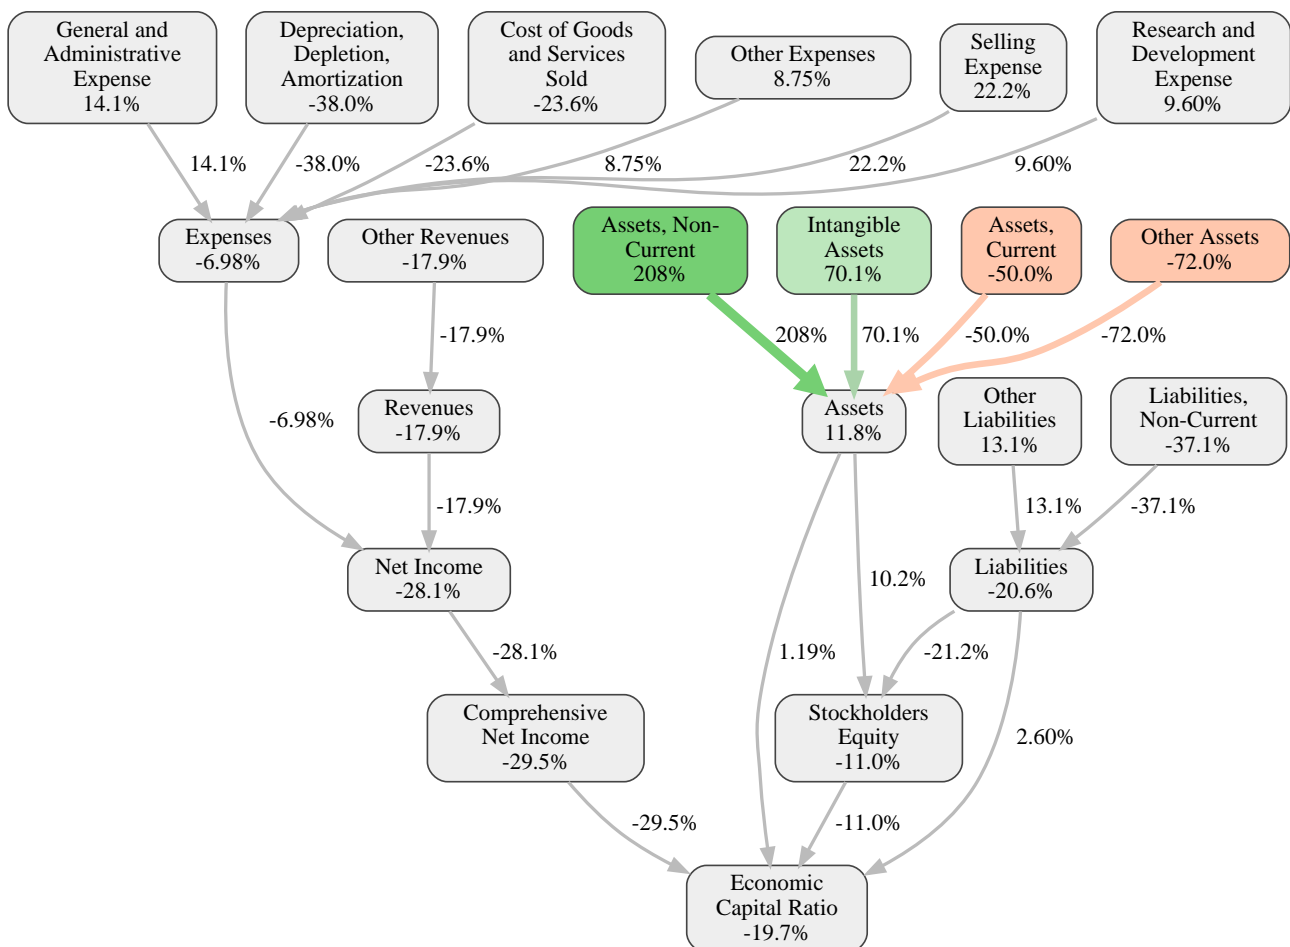 General and
Administrative
Expense
14.1%
Depreciation,
Depletion,
Amortization
-38.0%
Cost of Goods
and Services
Sold
-23.6%
Other Expenses
8.75%
Selling
Expense
22.2%
Research and
Development
Expense
9.60%
14.1%
-38.0%
-23.6%
8.75%
22.2%
9.60%
Expenses
-6.98%
Other Revenues
-17.9%
Assets, Non-
Current
208%
Intangible
Assets
70.1%
Assets,
Current
-50.0%
Other Assets
-72.0%
-17.9%
208%
70.1%
-50.0%
-72.0%
-6.98%
Revenues
-17.9%
Assets
11.8%
Other
Liabilities
13.1%
Liabilities,
Non-Current
-37.1%
-17.9%
13.1%
-37.1%
Net Income
-28.1%
10.2%
Liabilities
-20.6%
-28.1%
1.19%
-21.2%
Comprehensive
Net Income
-29.5%
Stockholders
Equity
-11.0%
2.60%
-29.5%
-11.0%
Economic
Capital Ratio
-19.7%